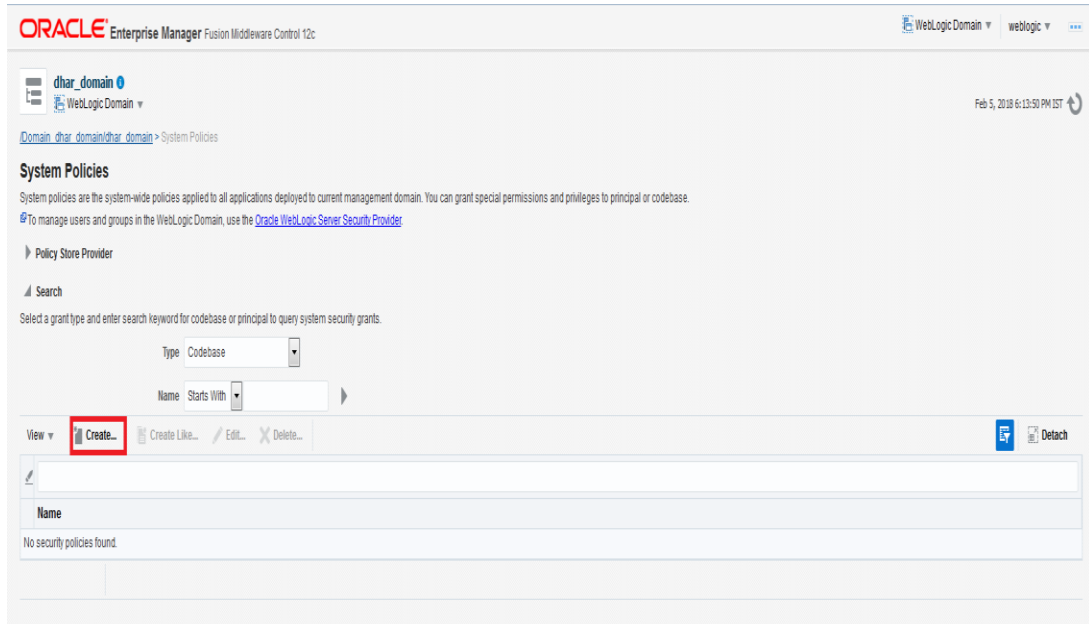 ORACLE Enterprise Manager Fusion Middleware Control 12c
WebLogic Domain weblogic
dhar_domain
WebLogic Domain
Feb 5, 2018 6:13:50 PM IST
/Domain_dhar_domain/dhar_domain > System Policies
System Policies
System policies are the system-wide policies applied to all applications deployed to current management domain. You can grant special permissions and privileges to principal or codebase.
To manage users and groups in the WebLogic Domain, use the Oracle WebLogic Server Security Provider.
Policy Store Provider
Search
Select a grant type and enter search keyword for codebase or principal to query system security grants.
Type Codebase
Name Starts With
View Create... Create Like... Edit... Delete... Detach
Name
No security policies found.